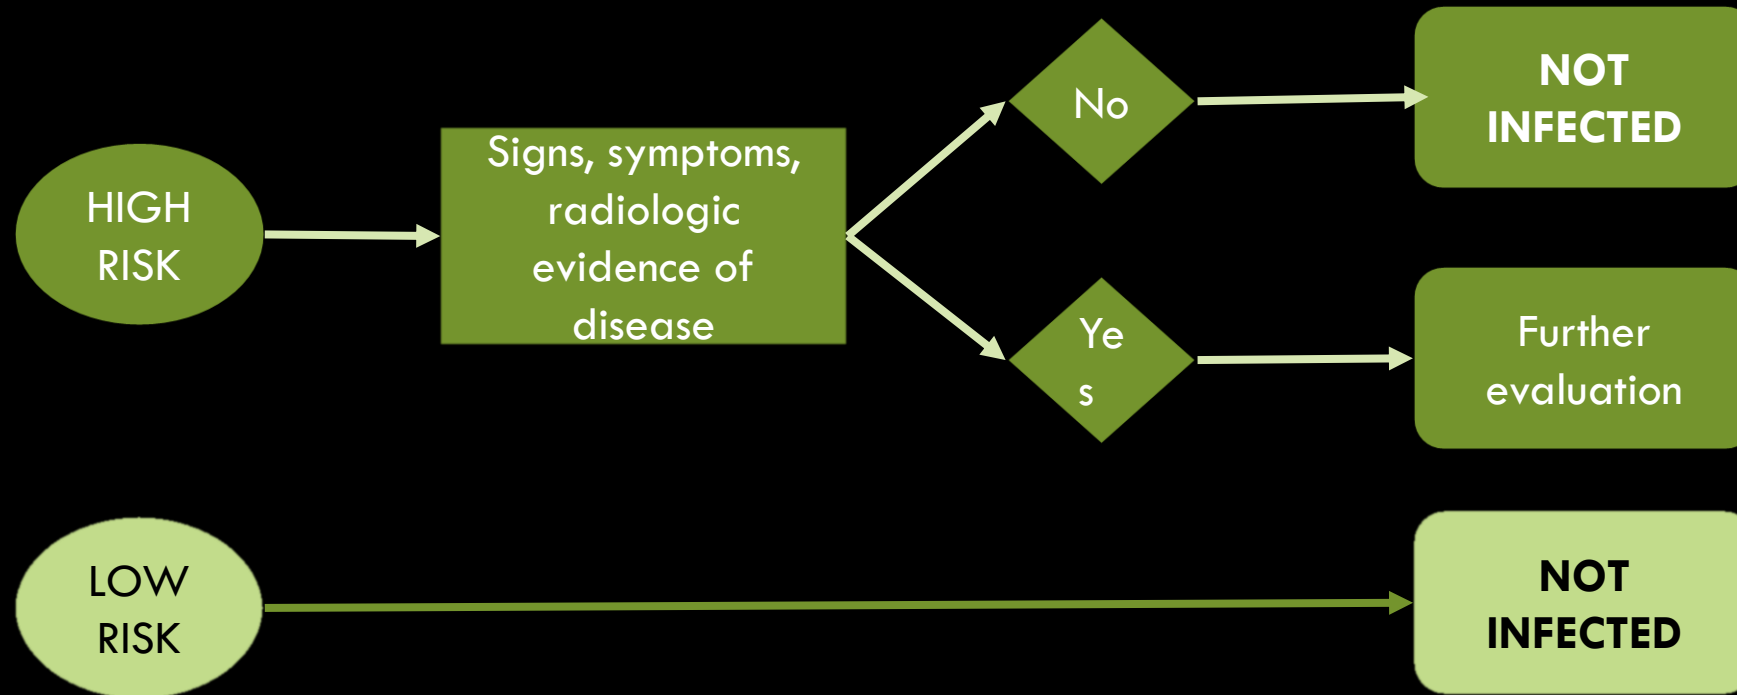 HIGH
RISK
Signs, symptoms,
radiologic
evidence of
disease
No
NOT
INFECTED
Ye
s
Further
evaluation
LOW
RISK
NOT
INFECTED